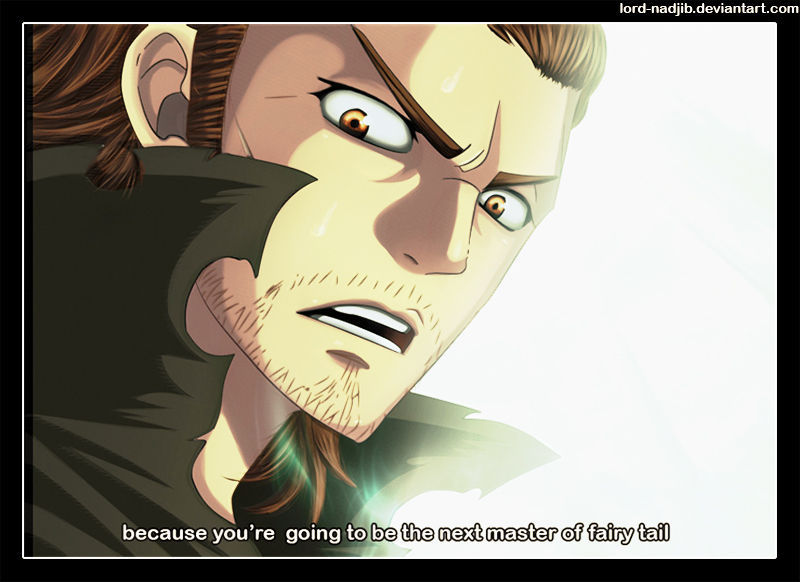 lord-nadjib.deviantart.com
because you're going to be the next master of fairy tail